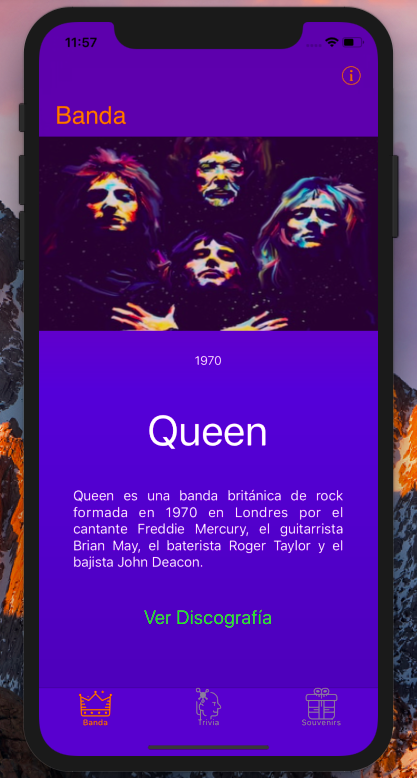 11:57
Banda
1970
Queen
Queen es una banda británica de rock
formada en 1970 en Londres por el
cantante Freddie Mercury, el guitarrista
Brian May, el baterista Roger Taylor y el
bajista John Deacon.
Ver Discografía
Banda
Trivia
Souvenirs